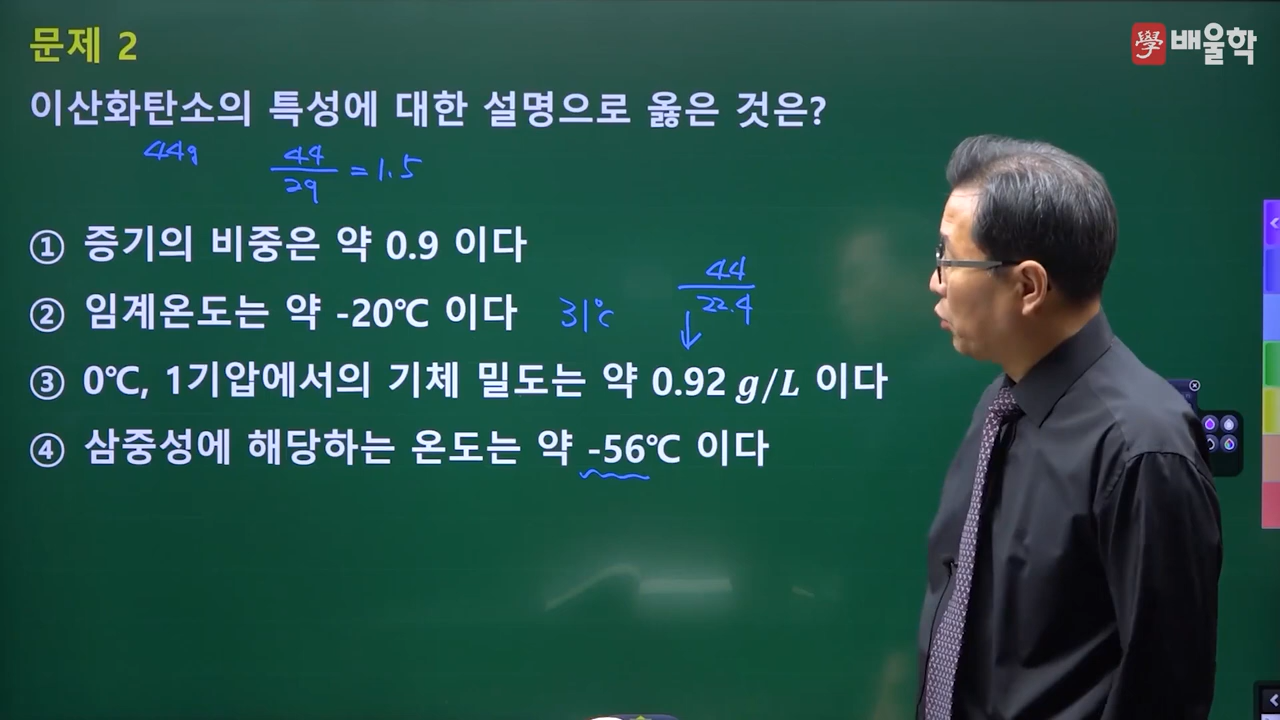 문제 2
學 배울학
이산화탄소의 특성에 대한 설명으로 옳은 것은?
44g
44/29 = 1.5
① 증기의 비중은 약 0.9 이다
44/22.4
② 임계온도는 약 -20℃ 이다 31℃
↓
③ 0℃, 1기압에서의 기체 밀도는 약 0.92 g/L 이다
④ 삼중성에 해당하는 온도는 약 -56℃ 이다